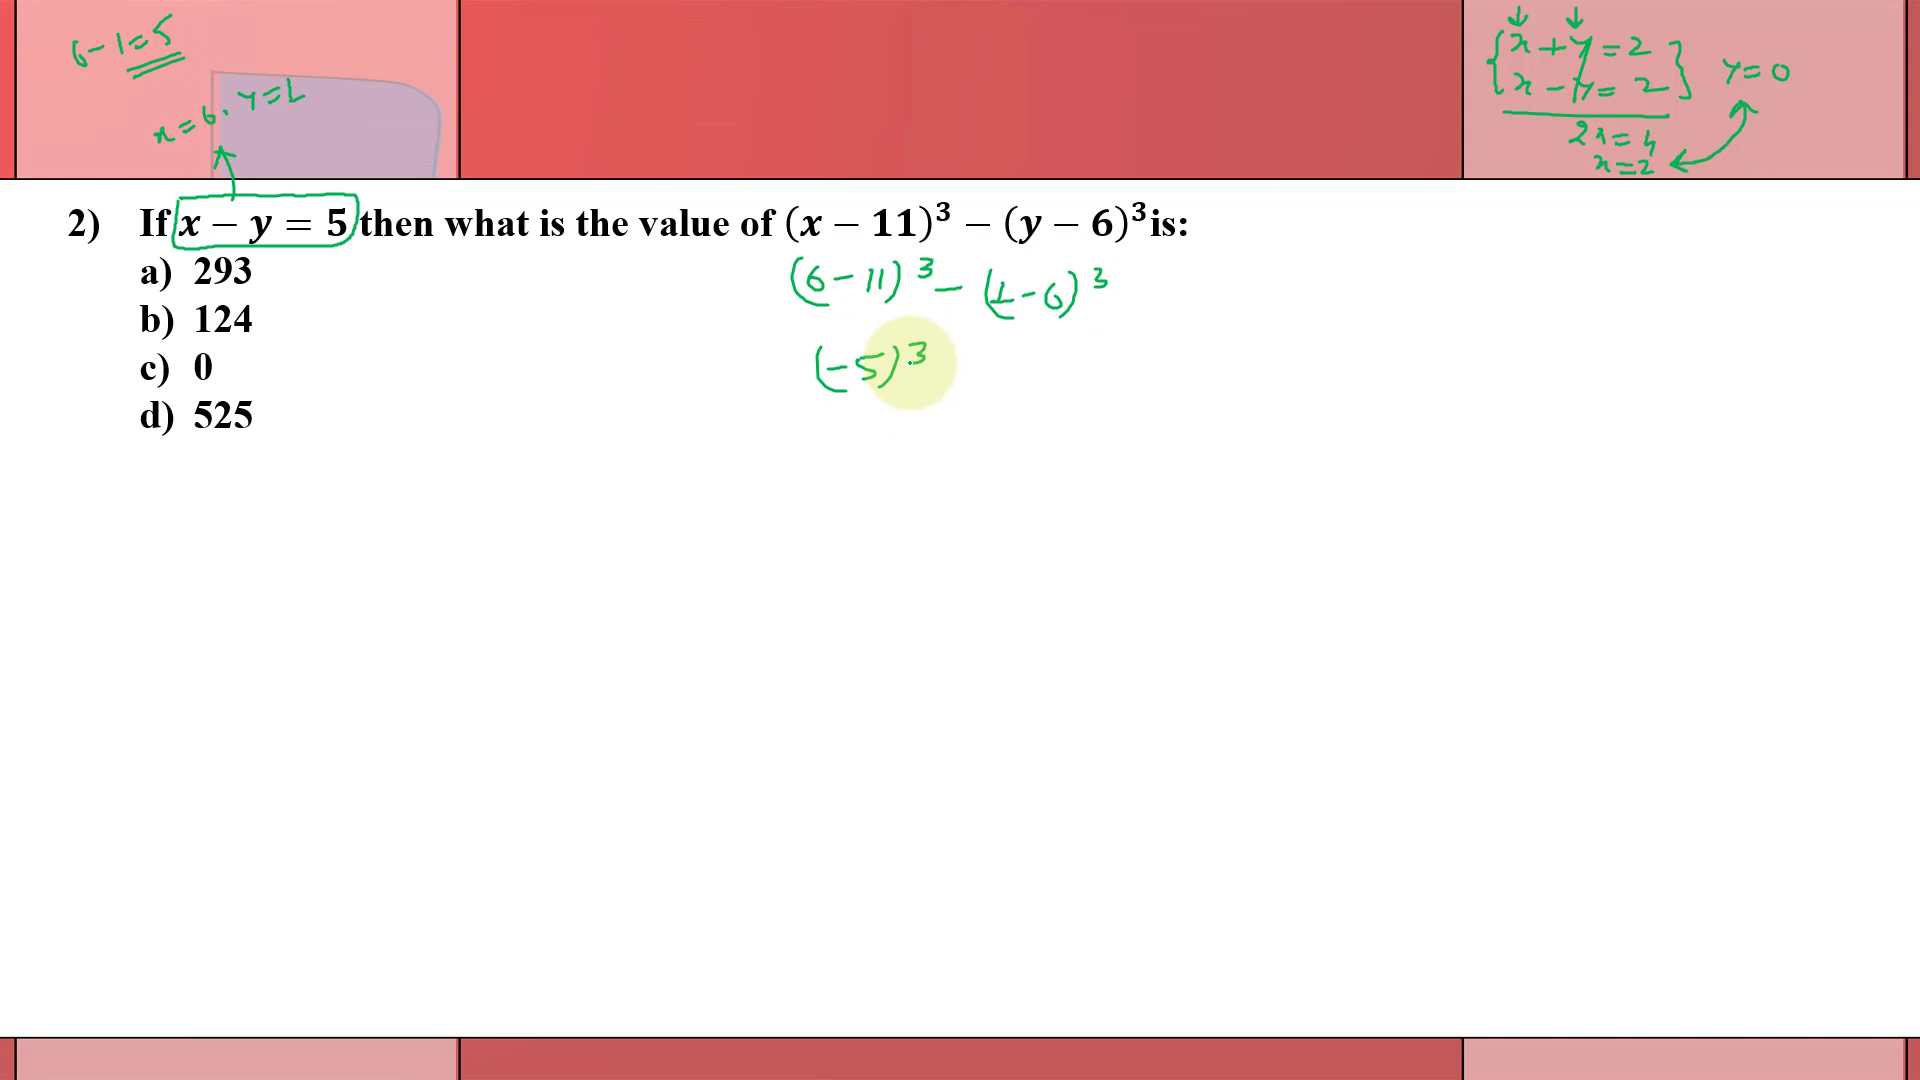 6-1=5
x=6. y=1
{x+y=2
x-y=2} y=0
2x=4
x=2
2) If x − y = 5 then what is the value of (x − 11)³ − (y − 6)³ is:
(6-11)³ - (1-6)³
a) 293
b) 124
(-5)³
c) 0
d) 525